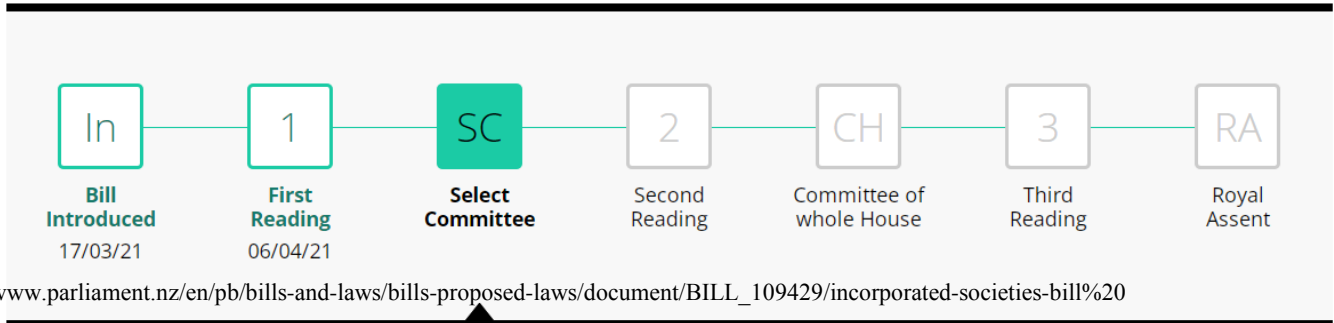 In 1 SC 2 CH 3 RA
Bill First Select Second Committee of Third Royal
Introduced Reading Committee Reading whole House Reading Assent
17/03/21 06/04/21
www.parliament.nz/en/pb/bills-and-laws/bills-proposed-laws/document/BILL_109429/incorporated-societies-bill%20